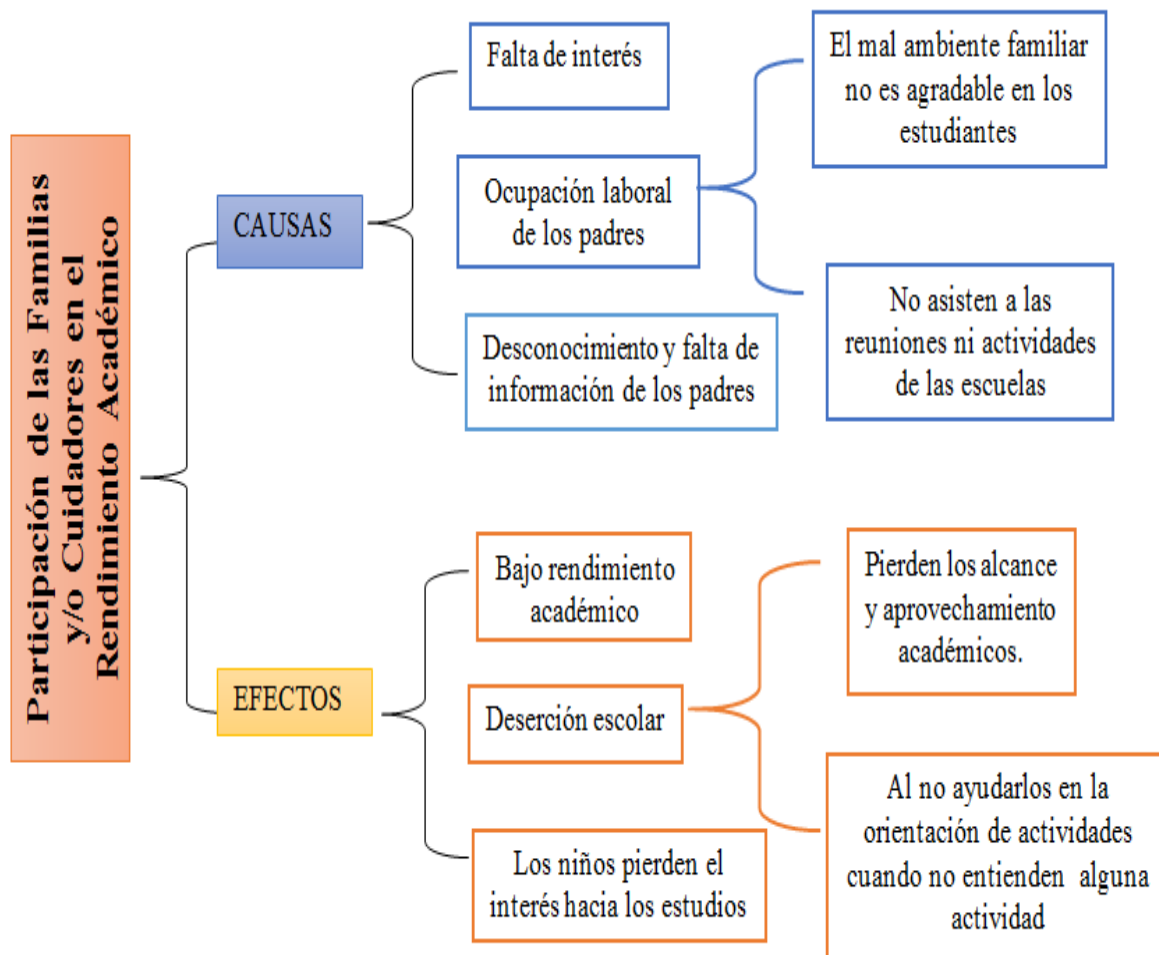 Participación de las Familias
y/o Cuidadores en el
Rendimiento Académico
CAUSAS
Falta de interés
Ocupación laboral
de los padres
Desconocimiento y falta de
información de los padres
El mal ambiente familiar
no es agradable en los
estudiantes
No asisten a las
reuniones ni actividades
de las escuelas
EFECTOS
Bajo rendimiento
académico
Deserción escolar
Los niños pierden el
interés hacia los estudios
Pierden los alcance
y aprovechamiento
académicos.
Al no ayudarlos en la
orientación de actividades
cuando no entienden alguna
actividad